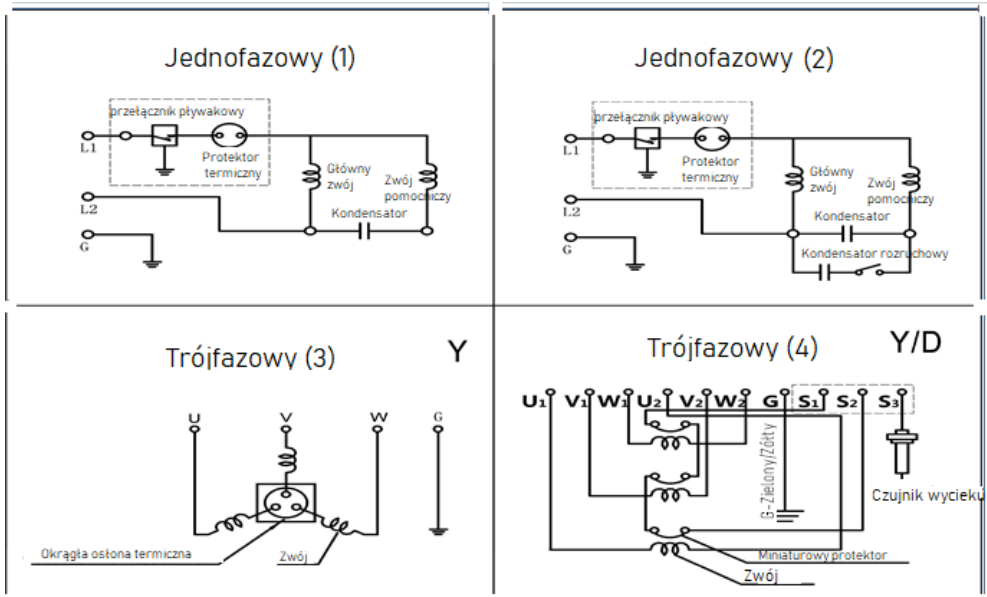 Jednofazowy (1)
przełącznik pływakowy
L1
Protektor
termiczny
Główny
zwój
Zwój
pomocniczy
L2
Kondensator
G
Jednofazowy (2)
przełącznik pływakowy
L1
Protektor
termiczny
Główny
zwój
Zwój
pomocniczy
L2
Kondensator
G
Kondensator rozruchowy
Trójfazowy (3)
Y
U
V
W
G
Okrągła osłona termiczna
Zwój
Trójfazowy (4)
Y/D
U1 V1 W1 U2 V2 W2 G S1 S2 S3
G-Zielony/Żółty
Czujnik wycieku
Miniaturowy protektor
Zwój